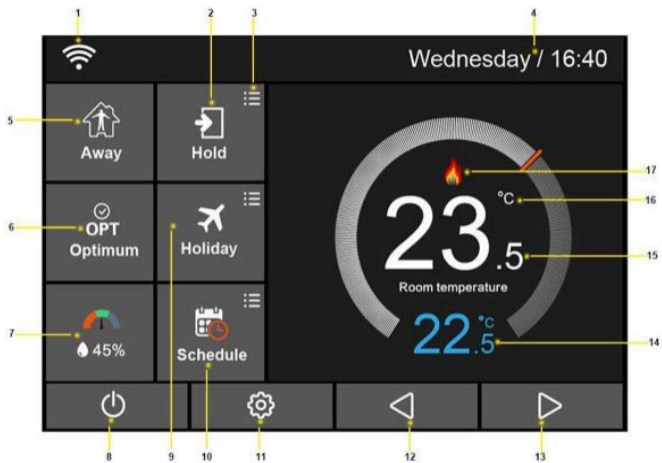 1 2 3 4
Wednesday / 16:40
5 Away Hold
17
°C 16
23.5 15
Room temperature
6 OPT
Optimum Holiday
22.5 °C 14
7 45% Schedule
8 9 10 11 12 13